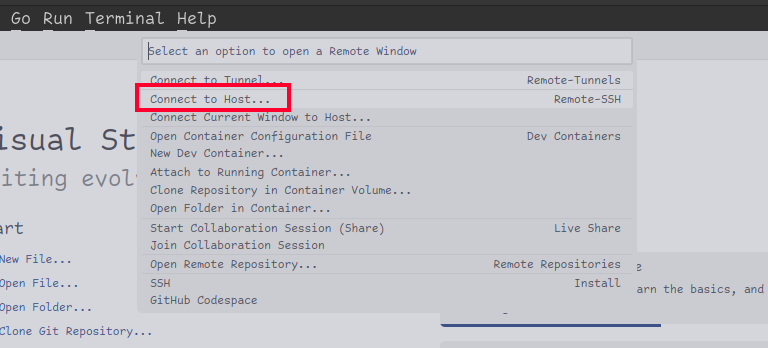 Go Run Terminal Help
Select an option to open a Remote Window
Connect to Tunnel... Remote-Tunnels
Connect to Host... Remote-SSH
Connect Current Window to Host...
Open Container Configuration File Dev Containers
New Dev Container...
Attach to Running Container...
Clone Repository in Container Volume...
Open Folder in Container...
Start Collaboration Session (Share) Live Share
Join Collaboration Session
Open Remote Repository... Remote Repositories
SSH Install
GitHub Codespace
isual St
iting evol
art
New File...
Open File...
Open Folder...
Clone Git Repository...
e
arn the basics, and